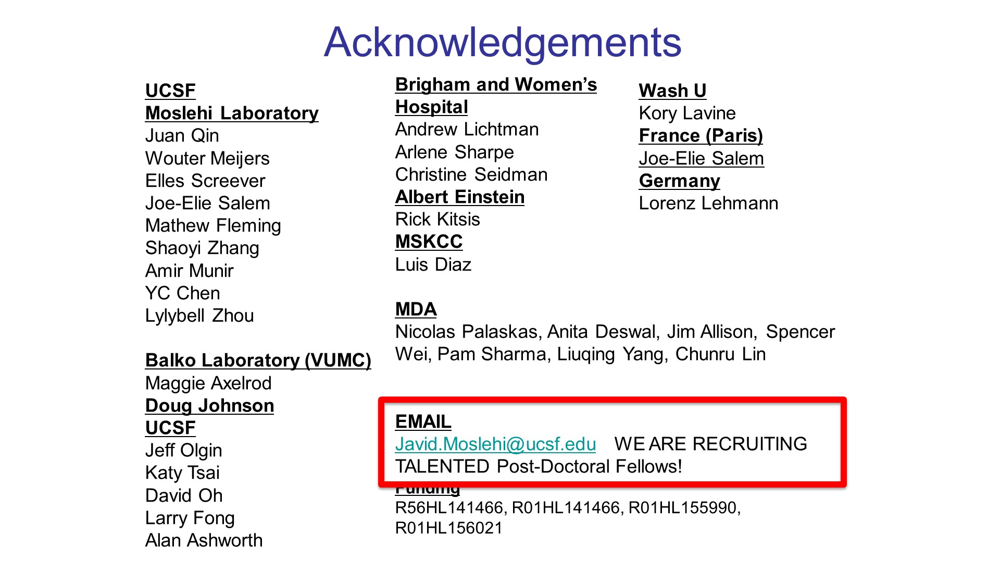 Acknowledgements
UCSF
Moslehi Laboratory
Juan Qin
Wouter Meijers
Elles Screever
Joe-Elie Salem
Mathew Fleming
Shaoyi Zhang
Amir Munir
YC Chen
Lylybell Zhou
Balko Laboratory (VUMC)
Maggie Axelrod
Doug Johnson
UCSF
Jeff Olgin
Katy Tsai
David Oh
Larry Fong
Alan Ashworth
Brigham and Women’s
Hospital
Andrew Lichtman
Arlene Sharpe
Christine Seidman
Albert Einstein
Rick Kitsis
MSKCC
Luis Diaz
MDA
Nicolas Palaskas, Anita Deswal, Jim Allison, Spencer
Wei, Pam Sharma, Liuqing Yang, Chunru Lin
EMAIL
Javid.Moslehi@ucsf.edu WE ARE RECRUITING
TALENTED Post-Doctoral Fellows!
Funding
R56HL141466, R01HL141466, R01HL155990,
R01HL156021
Wash U
Kory Lavine
France (Paris)
Joe-Elie Salem
Germany
Lorenz Lehmann